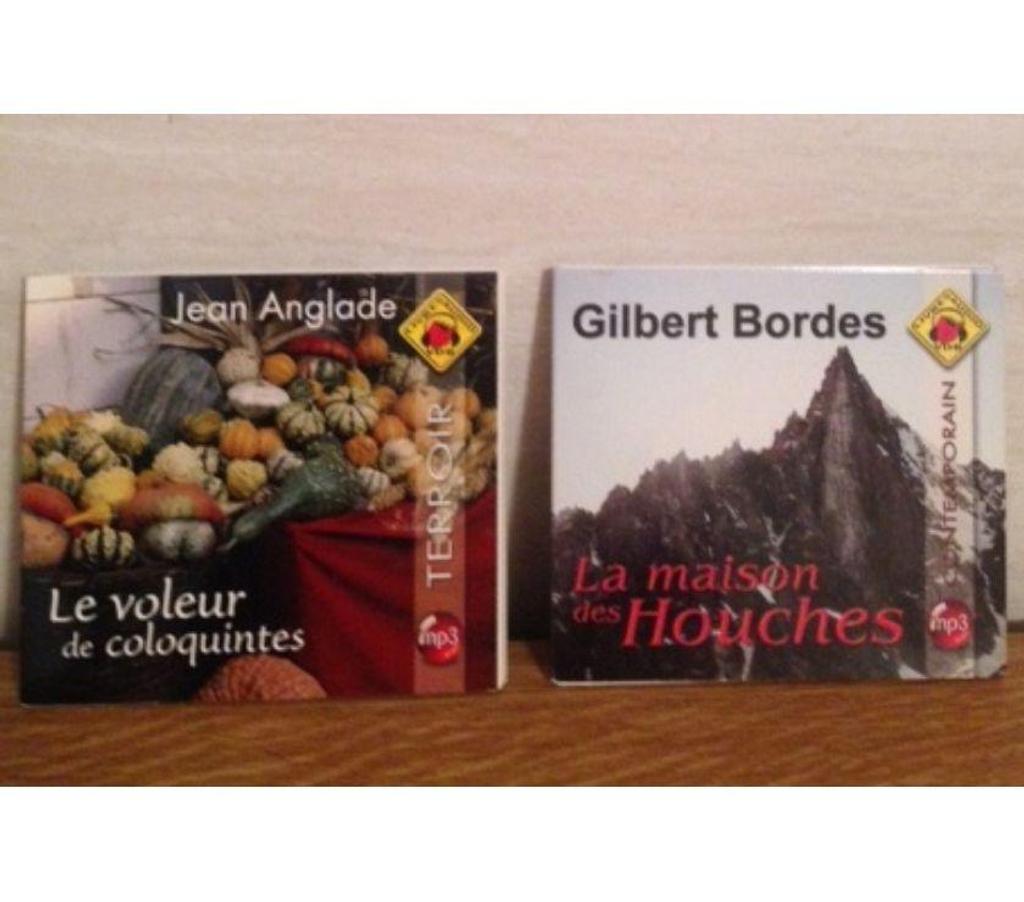 Jean Anglade
TERROIR
Le voleur
de coloquintes
mp3
Gilbert Bordes
CONTEMPORAIN
La maison
des Houches
mp3